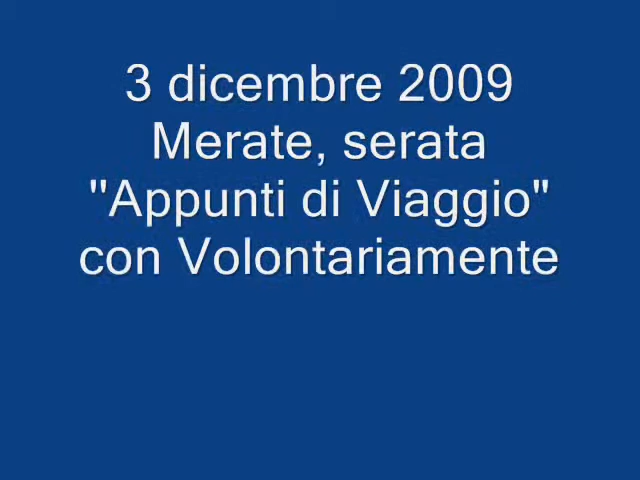 3 dicembre 2009
Merate, serata
"Appunti di Viaggio"
con Volontariamente